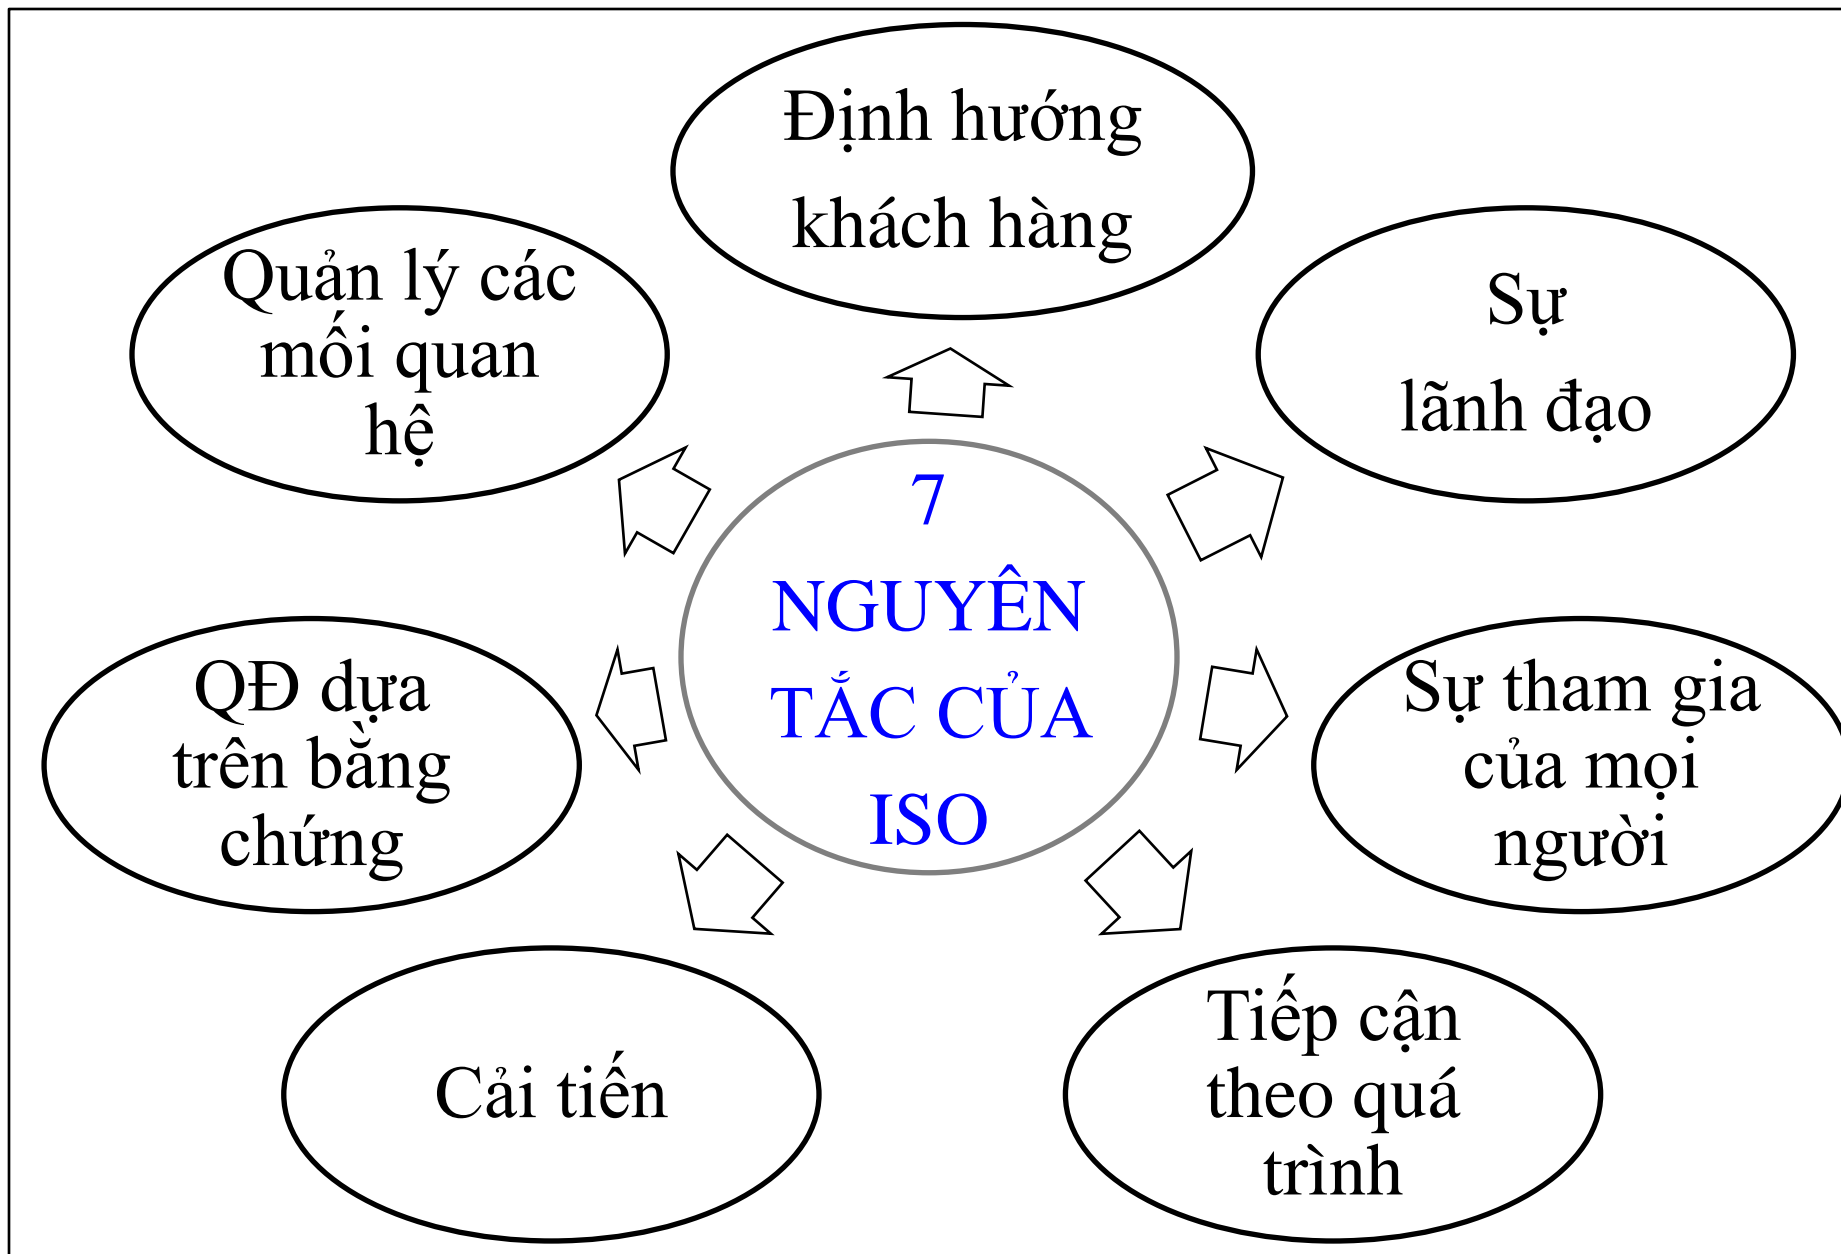 Định hướng
khách hàng
Quản lý các
mối quan
hệ
Sự
lãnh đạo
7
NGUYÊN
TẮC CỦA
ISO
QĐ dựa
trên bằng
chứng
Sự tham gia
của mọi
người
Cải tiến
Tiếp cận
theo quá
trình